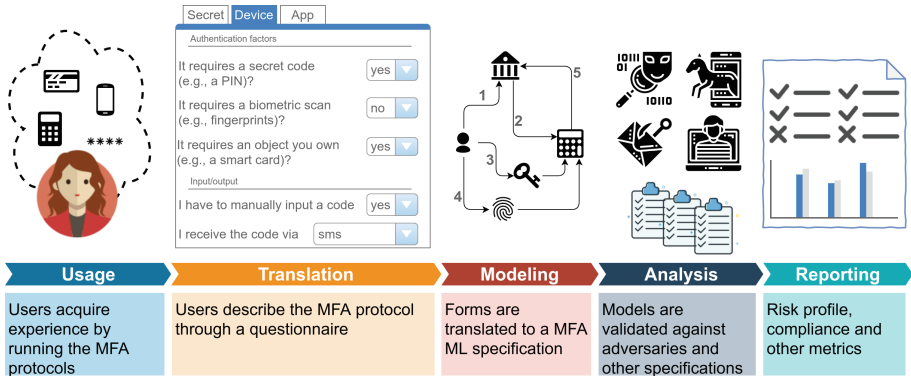 Secret Device App
Authentication factors
It requires a secret code
(e.g., a PIN)?
yes
It requires a biometric scan
(e.g., fingerprints)?
no
It requires an object you own
(e.g., a smart card)?
yes
Input/output
I have to manually input a code
yes
I receive the code via
sms
****
1
2
3
4
5
101011
01
10110
Usage
Translation
Modeling
Analysis
Reporting
Users acquire
experience by
running the MFA
protocols
Users describe the MFA protocol
through a questionnaire
Forms are
translated to a MFA
ML specification
Models are
validated against
adversaries and
other specifications
Risk profile,
compliance and
other metrics